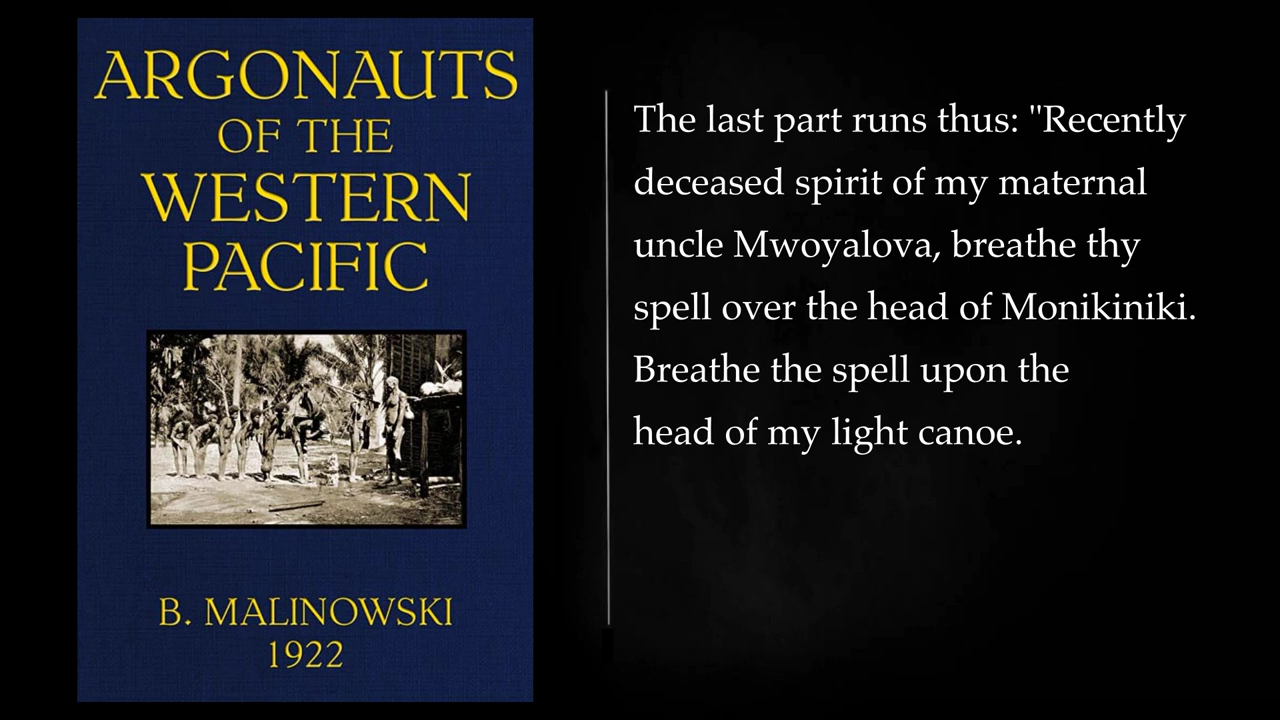 ARGONAUTS
OF THE
WESTERN
PACIFIC
B. MALINOWSKI
1922
The last part runs thus: "Recently
deceased spirit of my maternal
uncle Mwoyalova, breathe thy
spell over the head of Monikiniki.
Breathe the spell upon the
head of my light canoe.